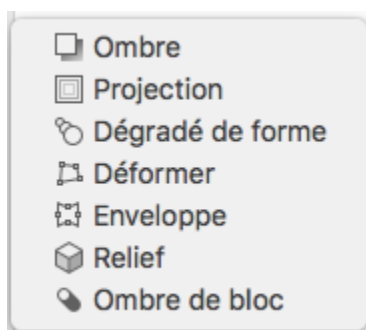 Ombre
Projection
Dégradé de forme
Déformer
Enveloppe
Relief
Ombre de bloc